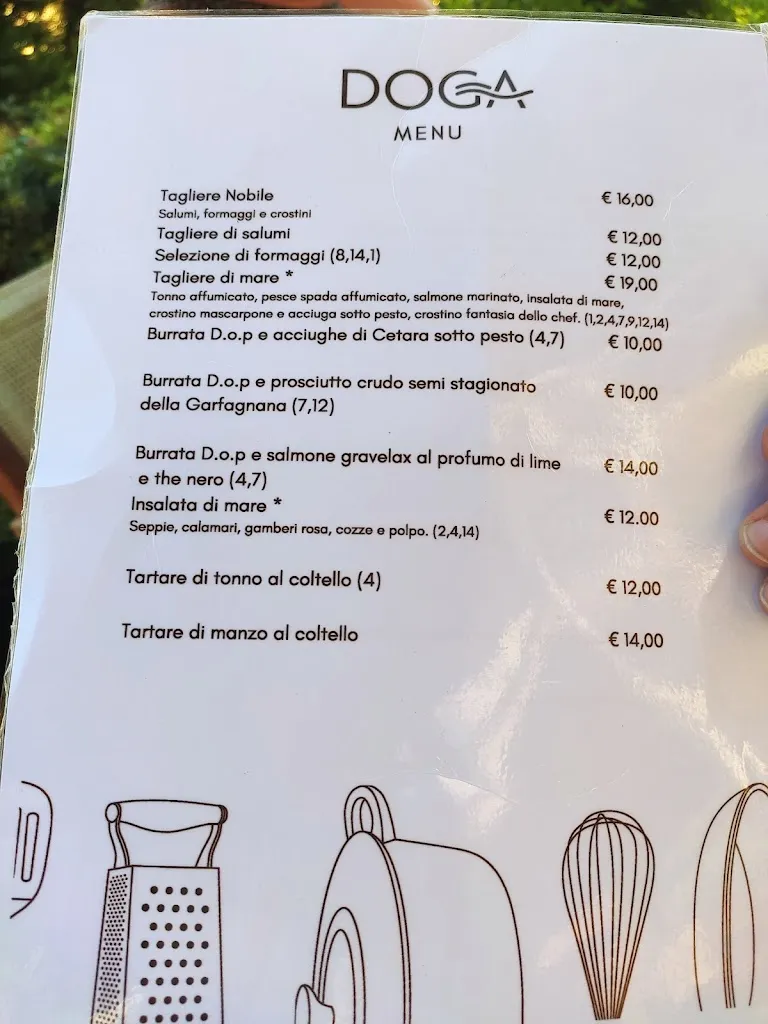 DOGA
MENU
Tagliere Nobile € 16,00
Salumi, formaggi e crostini
Tagliere di salumi € 12,00
Selezione di formaggi (8,14,1) € 12,00
Tagliere di mare * € 19,00
Tonno affumicato, pesce spada affumicato, salmone marinato, insalata di mare,
crostino mascarpone e acciuga sotto pesto, crostino fantasia dello chef. (1,2,4,7,9,12,14)
Burrata D.o.p e acciughe di Cetara sotto pesto (4,7) € 10,00
Burrata D.o.p e prosciutto crudo semi stagionato € 10,00
della Garfagnana (7,12)
Burrata D.o.p e salmone gravelax al profumo di lime € 14,00
e the nero (4,7)
Insalata di mare * € 12.00
Seppie, calamari, gamberi rosa, cozze e polpo. (2,4,14)
Tartare di tonno al coltello (4) € 12,00
Tartare di manzo al coltello € 14,00